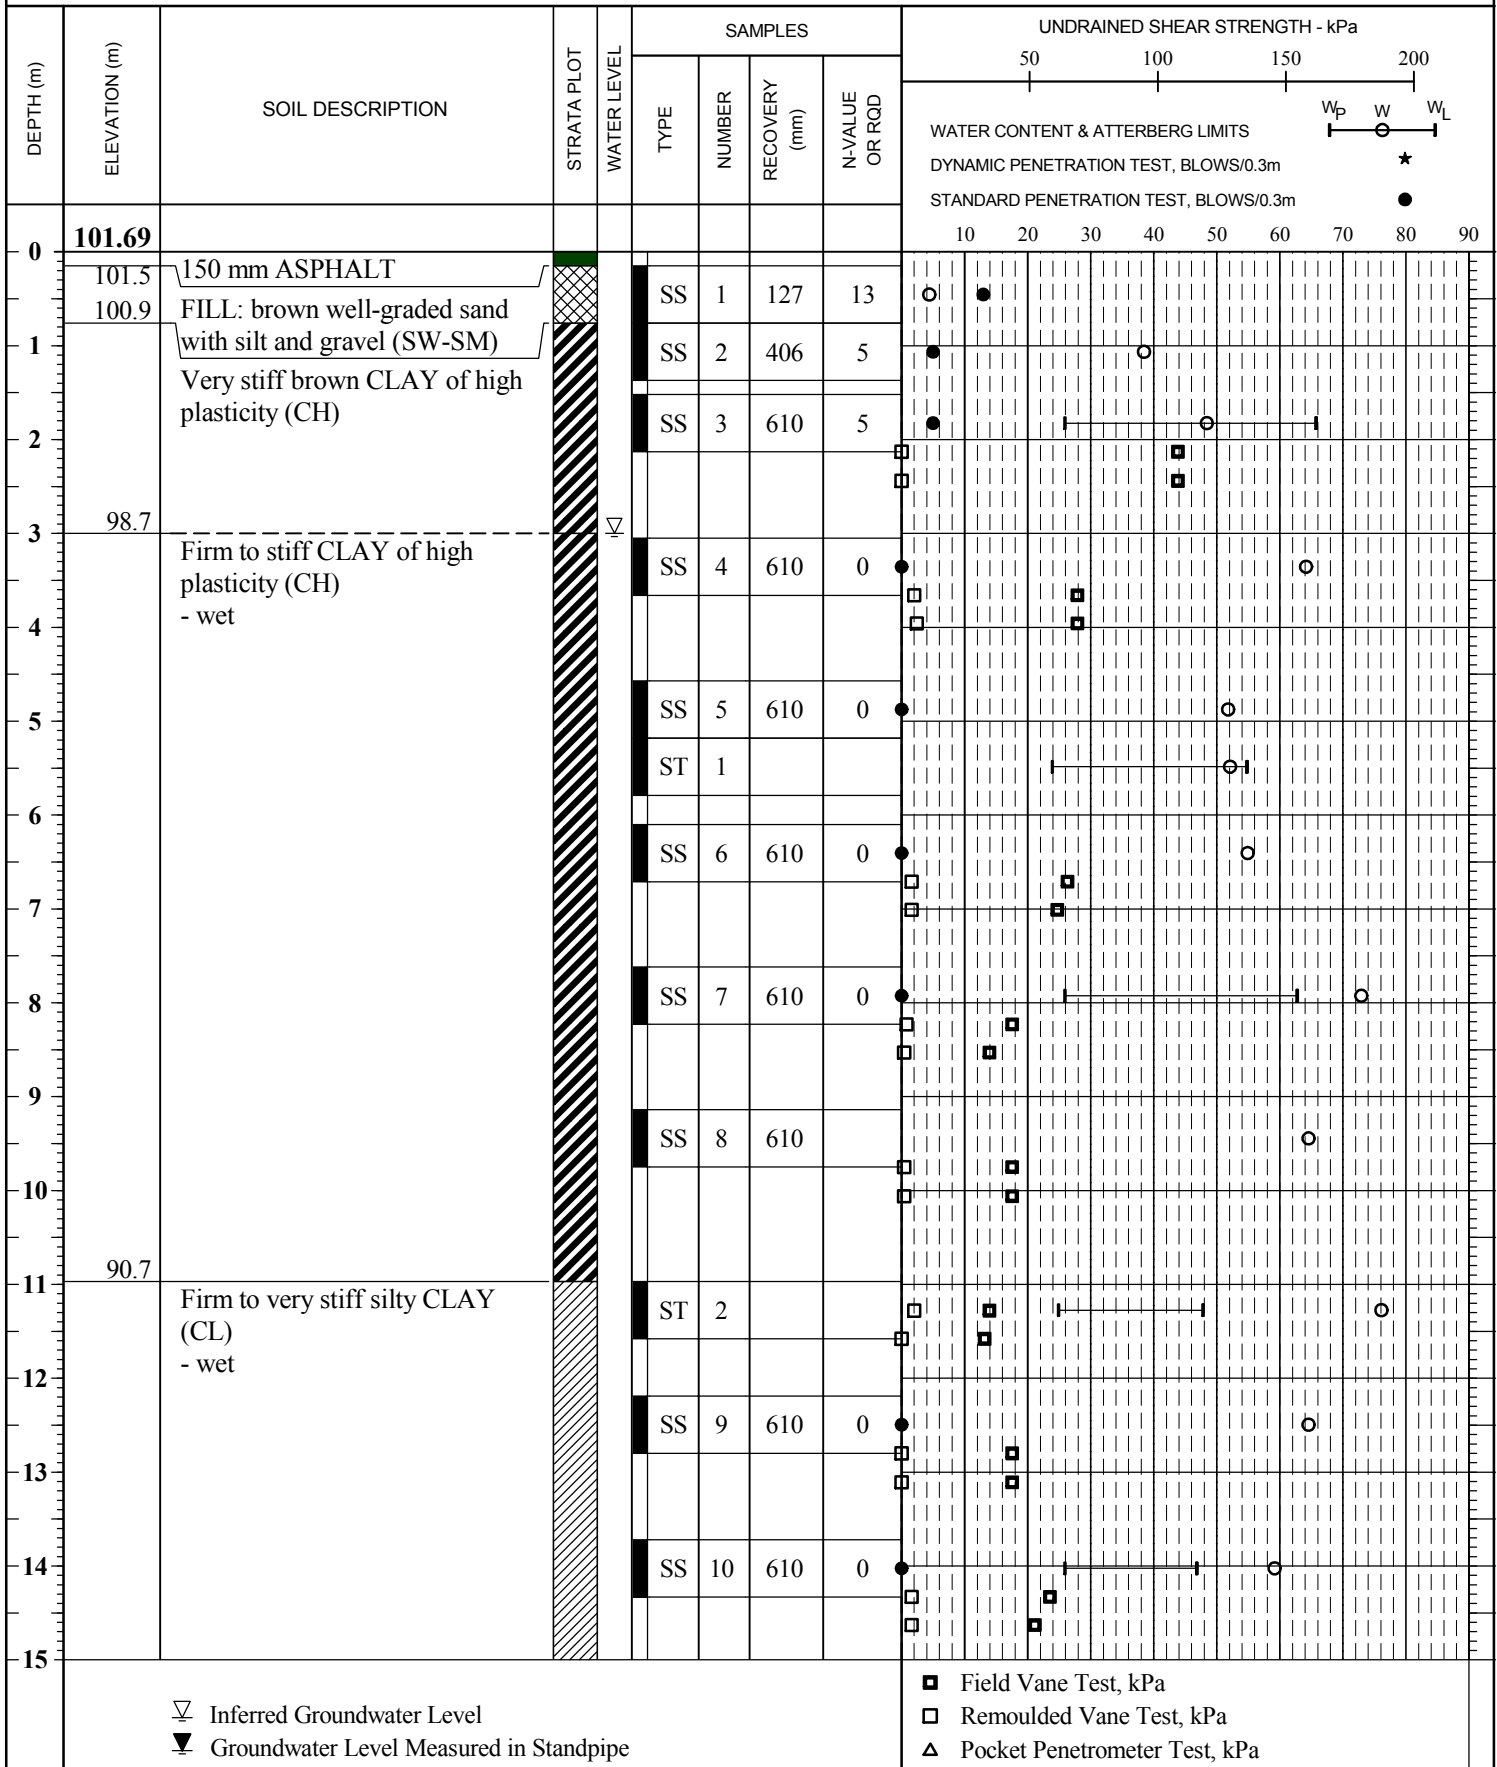 DEPTH (m)
ELEVATION (m)
SOIL DESCRIPTION
STRATA PLOT
WATER LEVEL
SAMPLES
TYPE
NUMBER
RECOVERY (mm)
N-VALUE OR RQD
UNDRAINED SHEAR STRENGTH - kPa
50 100 150 200
WATER CONTENT & ATTERBERG LIMITS
WP W WL
DYNAMIC PENETRATION TEST, BLOWS/0.3m
STANDARD PENETRATION TEST, BLOWS/0.3m
10 20 30 40 50 60 70 80 90
0 101.69
101.5 150 mm ASPHALT
SS 1 127 13
100.9 FILL: brown well-graded sand
with silt and gravel (SW-SM)
1
SS 2 406 5
Very stiff brown CLAY of high
plasticity (CH)
SS 3 610 5
2
98.7
3
Firm to stiff CLAY of high
plasticity (CH)
- wet
SS 4 610 0
4
SS 5 610 0
5
ST 1
6
SS 6 610 0
7
SS 7 610 0
8
9
SS 8 610
10
90.7
11
Firm to very stiff silty CLAY
(CL)
- wet
ST 2
12
SS 9 610 0
13
14
SS 10 610 0
15
Inferred Groundwater Level
Groundwater Level Measured in Standpipe
Field Vane Test, kPa
Remoulded Vane Test, kPa
Pocket Penetrometer Test, kPa